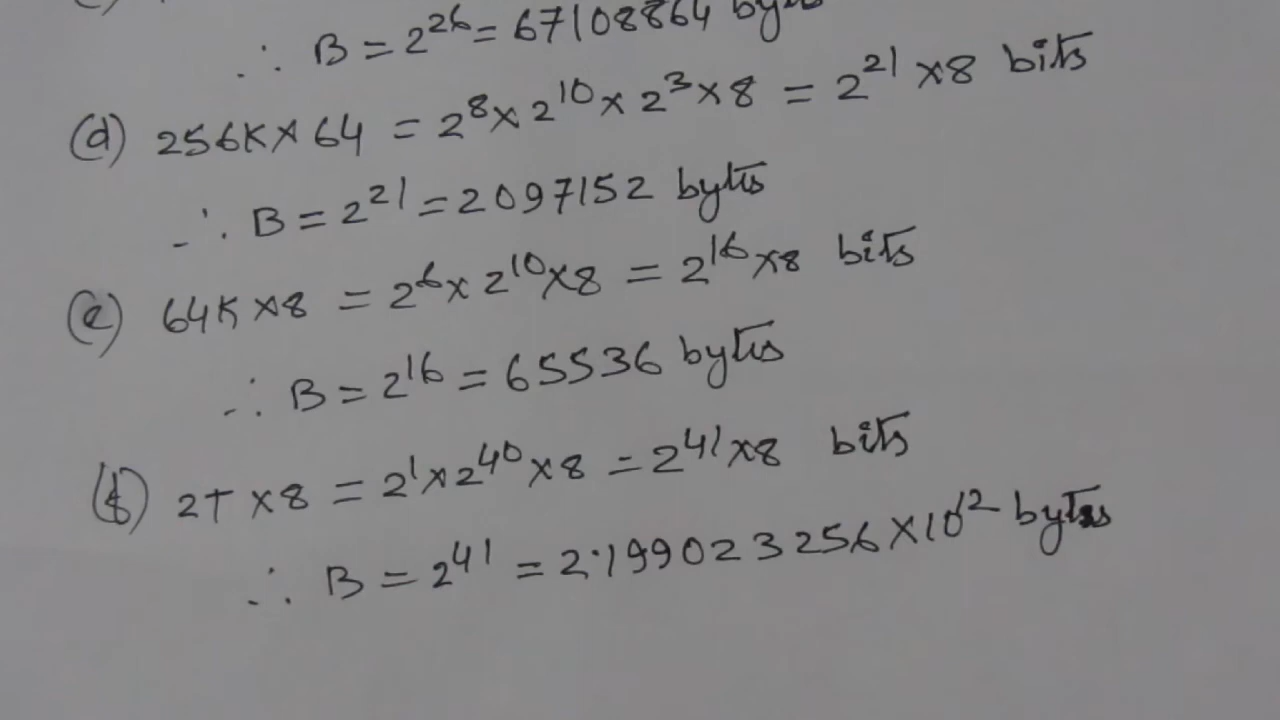 ∴ B = 2^26 = 67108864 bytes
(d) 256K × 64 = 2^8 × 2^10 × 2^3 × 8 = 2^21 × 8 bits
∴ B = 2^21 = 2097152 bytes
(e) 64K × 8 = 2^6 × 2^10 × 8 = 2^16 × 8 bits
∴ B = 2^16 = 65536 bytes
(f) 2T × 8 = 2^1 × 2^40 × 8 = 2^41 × 8 bits
∴ B = 2^41 = 2.199023256 × 10^12 bytes